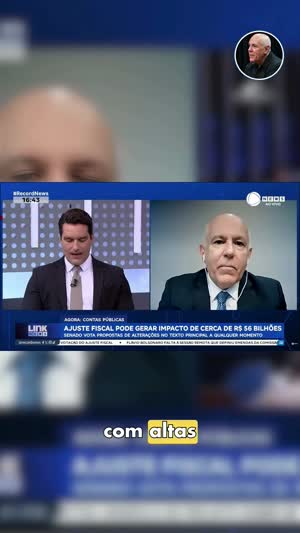 #RecordNews
16:43
NEWS
AO VIVO
AGORA: CONTAS PÚBLICAS
LINK
NEWS
AJUSTE FISCAL PODE GERAR IMPACTO DE CERCA DE R$ 56 BILHÕES
SENADO VOTA PROPOSTAS DE ALTERAÇÕES NO TEXTO PRINCIPAL A QUALQUER MOMENTO
VOTAÇÃO DO AJUSTE FISCAL
FLÁVIO BOLSONARO FALTA À SESSÃO REMOTA QUE DEFINIU EMENDAS DA COMISSÃO
com altas